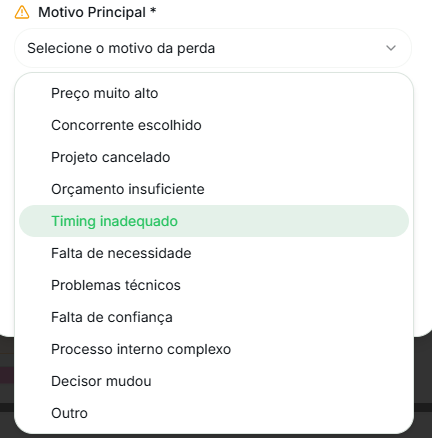 Motivo Principal *
Selecione o motivo da perda
Preço muito alto
Concorrente escolhido
Projeto cancelado
Orçamento insuficiente
Timing inadequado
Falta de necessidade
Problemas técnicos
Falta de confiança
Processo interno complexo
Decisor mudou
Outro